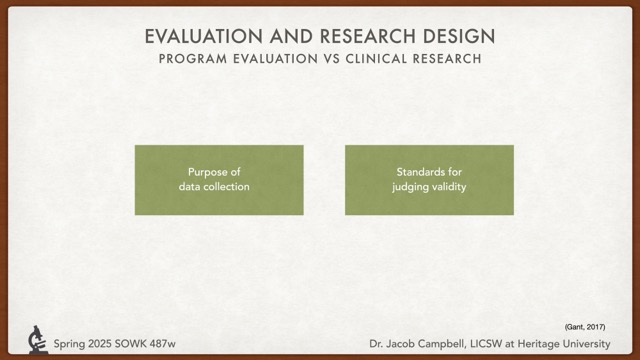 EVALUATION AND RESEARCH DESIGN
PROGRAM EVALUATION VS CLINICAL RESEARCH
Purpose of
data collection
Standards for
judging validity
(Gant, 2017)
Spring 2025 SOWK 487w
Dr. Jacob Campbell, LICSW at Heritage University